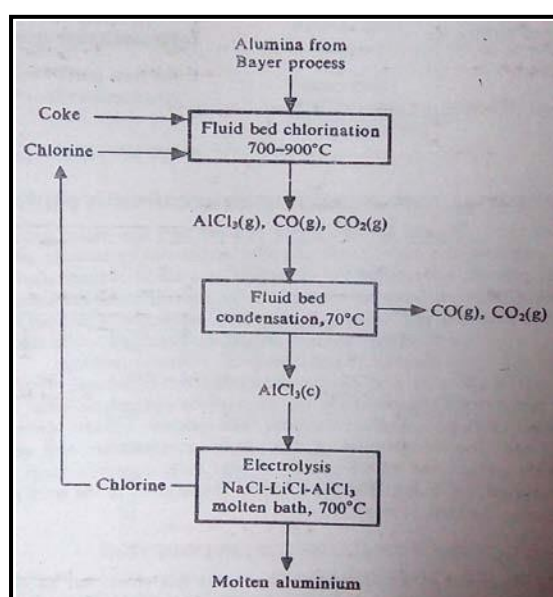 Alumina from
Bayer process
Coke
Chlorine
Fluid bed chlorination
700–900°C
AlCl₃(g), CO(g), CO₂(g)
Fluid bed
condensation, 70°C
CO(g), CO₂(g)
AlCl₃(c)
Electrolysis
NaCl-LiCl-AlCl₃
molten bath, 700°C
Chlorine
Molten aluminium